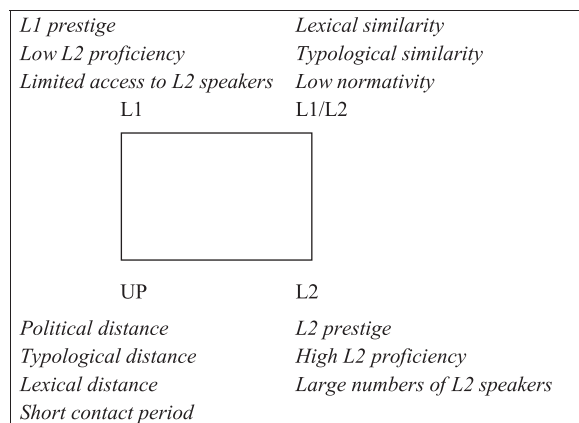 L1 prestige Lexical similarity
Low L2 proficiency Typological similarity
Limited access to L2 speakers Low normativity
L1 L1/L2
UP L2
Political distance L2 prestige
Typological distance High L2 proficiency
Lexical distance Large numbers of L2 speakers
Short contact period